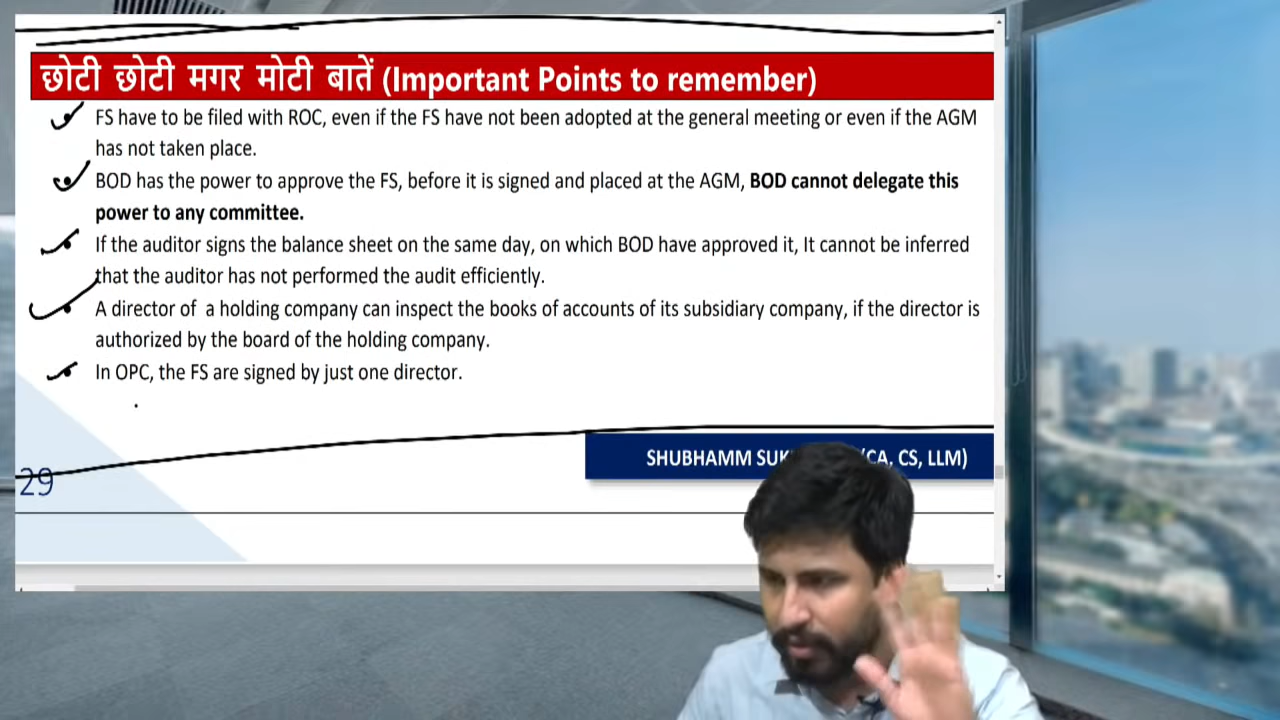 छोटी छोटी मगर मोटी बातें (Important Points to remember)
FS have to be filed with ROC, even if the FS have not been adopted at the general meeting or even if the AGM
has not taken place.
BOD has the power to approve the FS, before it is signed and placed at the AGM, BOD cannot delegate this
power to any committee.
If the auditor signs the balance sheet on the same day, on which BOD have approved it, It cannot be inferred
that the auditor has not performed the audit efficiently.
A director of a holding company can inspect the books of accounts of its subsidiary company, if the director is
authorized by the board of the holding company.
In OPC, the FS are signed by just one director.
SHUBHAMM (CA, CS, LLM)
29